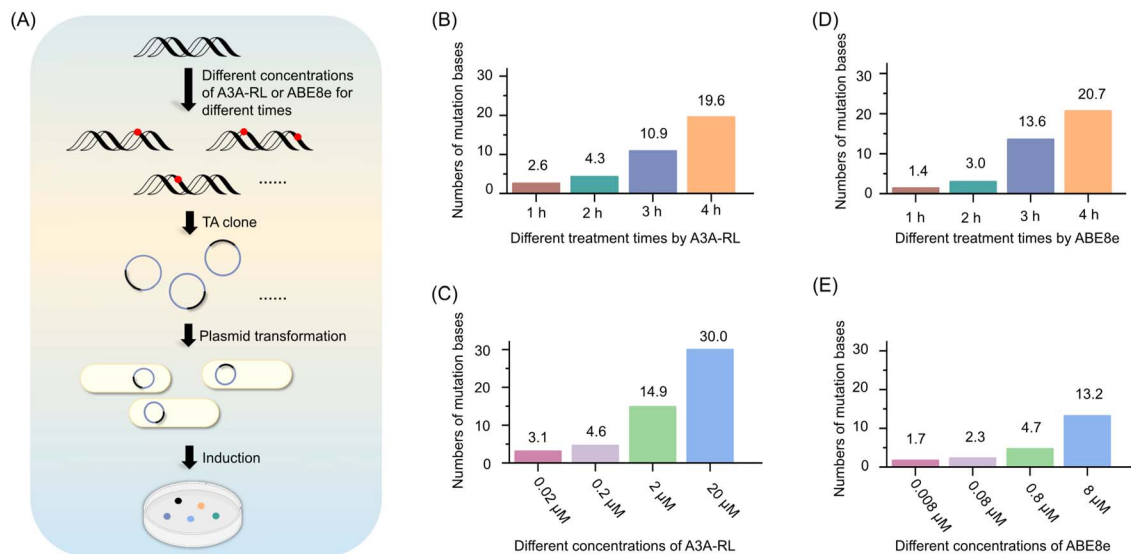 (A)
Different concentrations
of A3A-RL or ABE8e for
different times
......
TA clone
......
Plasmid transformation
Induction
(B)
Numbers of mutation bases
30
20
10
0
2.6
4.3
10.9
19.6
1 h
2 h
3 h
4 h
Different treatment times by A3A-RL
(C)
Numbers of mutation bases
30
20
10
0
3.1
4.6
14.9
30.0
0.02 μM
0.2 μM
2 μM
20 μM
Different concentrations of A3A-RL
(D)
Numbers of mutation bases
30
20
10
0
1.4
3.0
13.6
20.7
1 h
2 h
3 h
4 h
Different treatment times by ABE8e
(E)
Numbers of mutation bases
30
20
10
0
1.7
2.3
4.7
13.2
0.008 μM
0.08 μM
0.8 μM
8 μM
Different concentrations of ABE8e